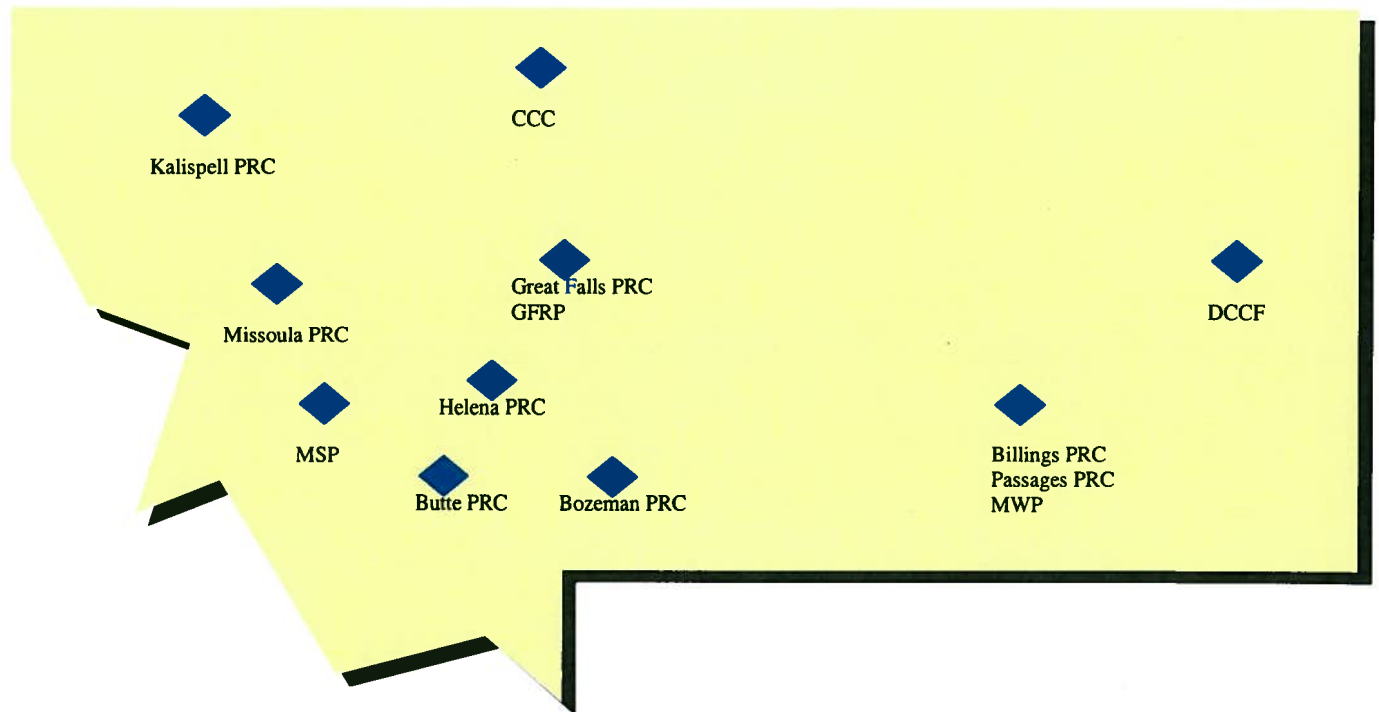 CCC
Kalispell PRC
Great Falls PRC
GFRP
DCCF
Missoula PRC
Helena PRC
MSP
Billings PRC
Passages PRC
MWP
Butte PRC
Bozeman PRC